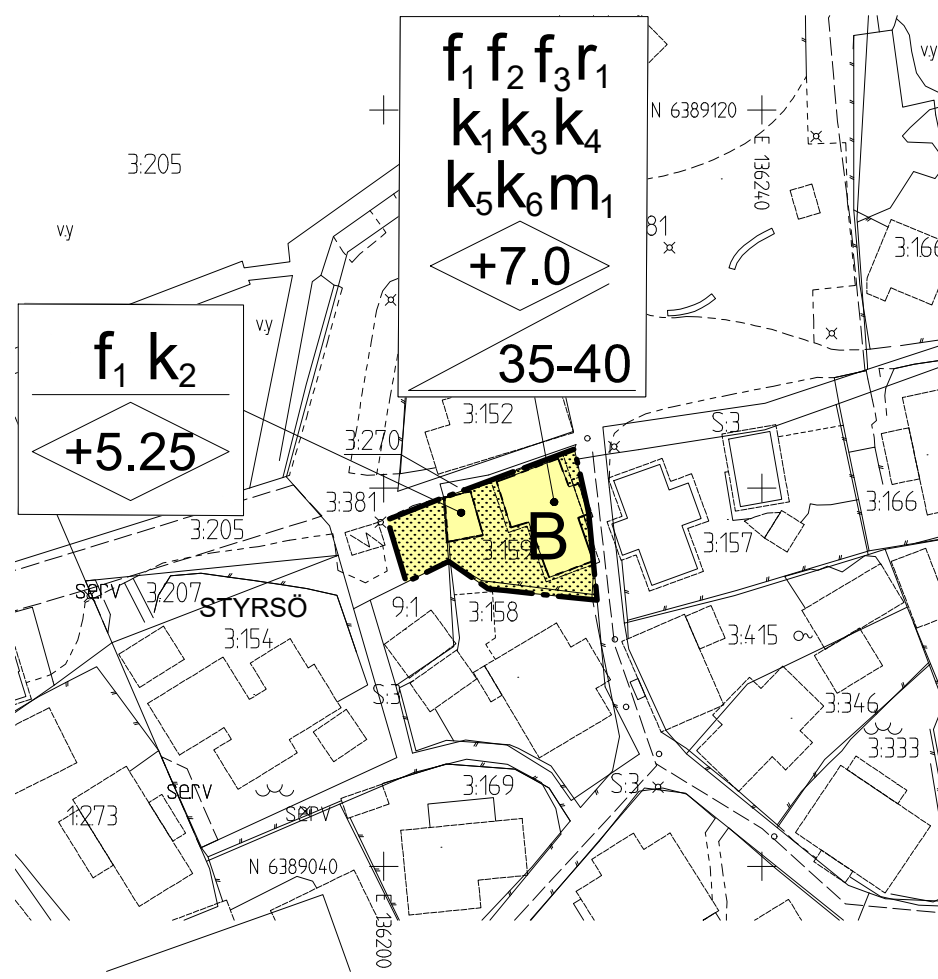 f₁ f₂ f₃ r₁
k₁ k₃ k₄
k₅ k₆ m₁
+7.0
35-40
N 6389120
E 136240
v.y
3:205
v.y
81
3:166
v.y
f₁ k₂
+5.25
3:152
S:3
3:270
3:381
3:205
3:166
B
3:157
serv
3:207
STYRSÖ
9:1
3:158
3:154
3:415
S:3
3:346
3:333
serv
3:169
S:3
1:273
serv
N 6389040
E 136200